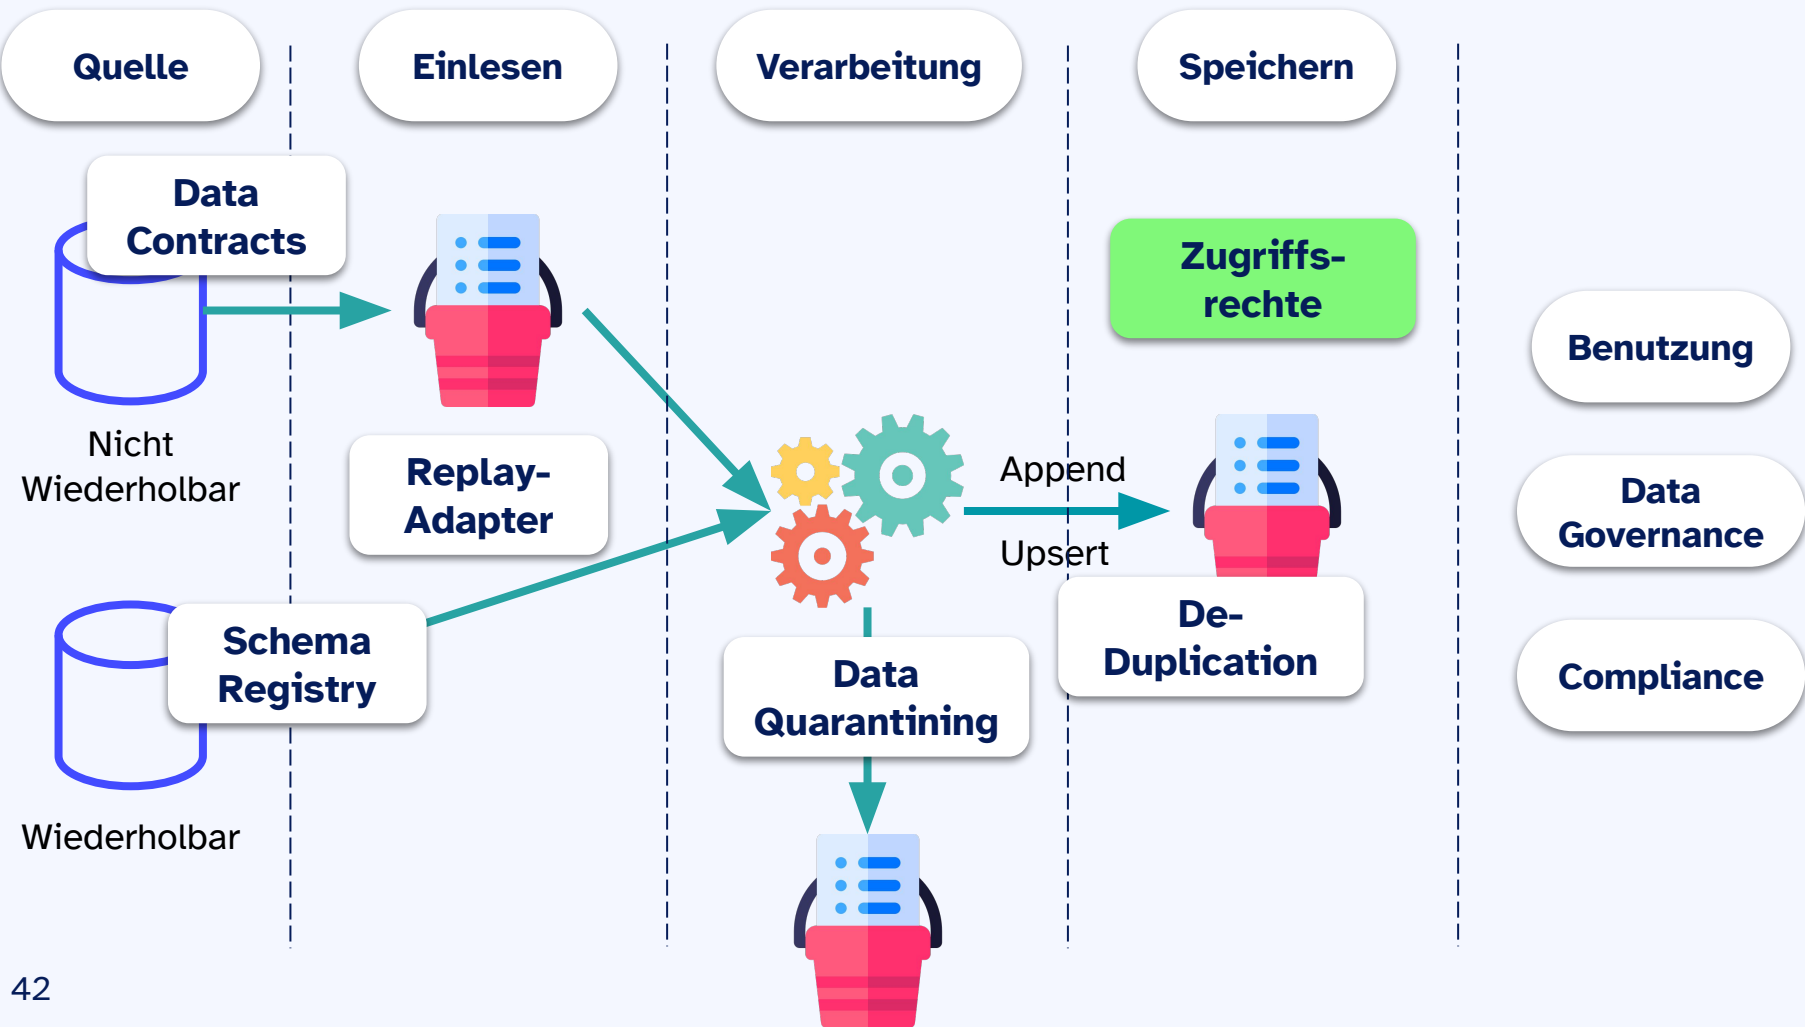 Quelle
Einlesen
Verarbeitung
Speichern
Data
Contracts
Nicht
Wiederholbar
Replay-
Adapter
Schema
Registry
Wiederholbar
Append
Upsert
Data
Quarantining
Zugriffs-
rechte
De-
Duplication
Benutzung
Data
Governance
Compliance
42